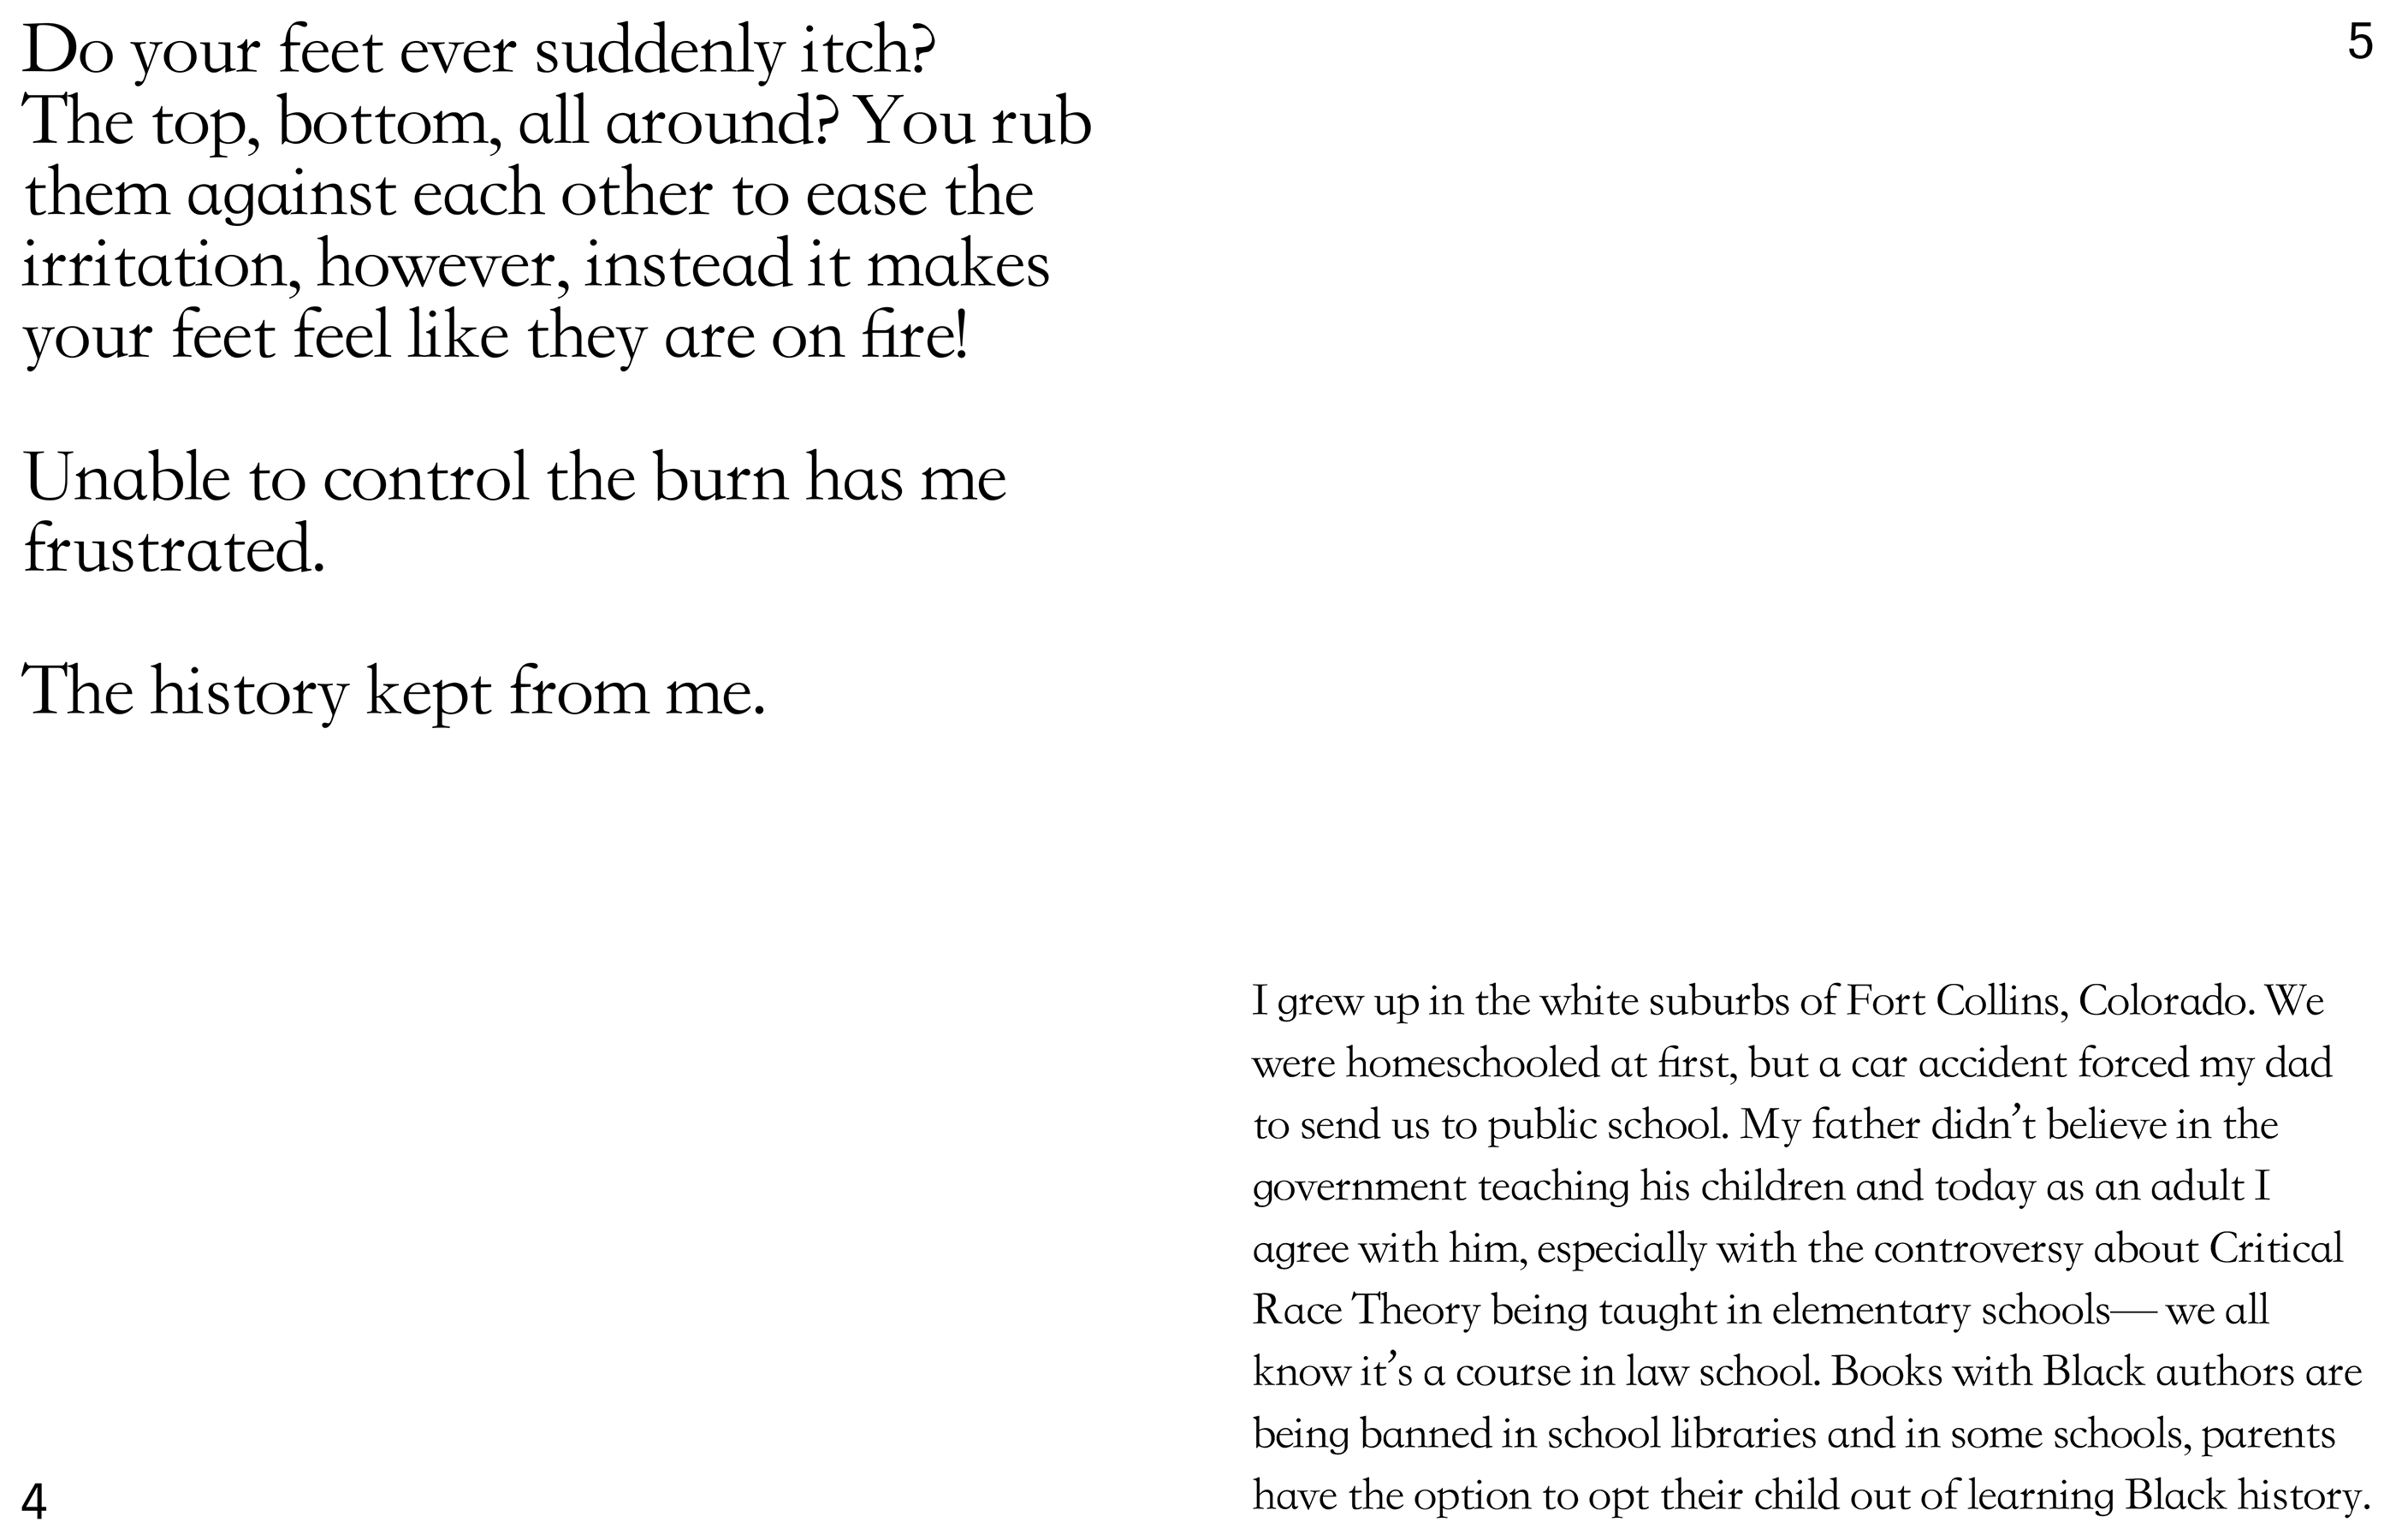 Do your feet ever suddenly itch?
The top, bottom, all around? You rub
them against each other to ease the
irritation, however, instead it makes
your feet feel like they are on fire!
Unable to control the burn has me
frustrated.
The history kept from me.
4
5
I grew up in the white suburbs of Fort Collins, Colorado. We
were homeschooled at first, but a car accident forced my dad
to send us to public school. My father didn’t believe in the
government teaching his children and today as an adult I
agree with him, especially with the controversy about Critical
Race Theory being taught in elementary schools— we all
know it’s a course in law school. Books with Black authors are
being banned in school libraries and in some schools, parents
have the option to opt their child out of learning Black history.